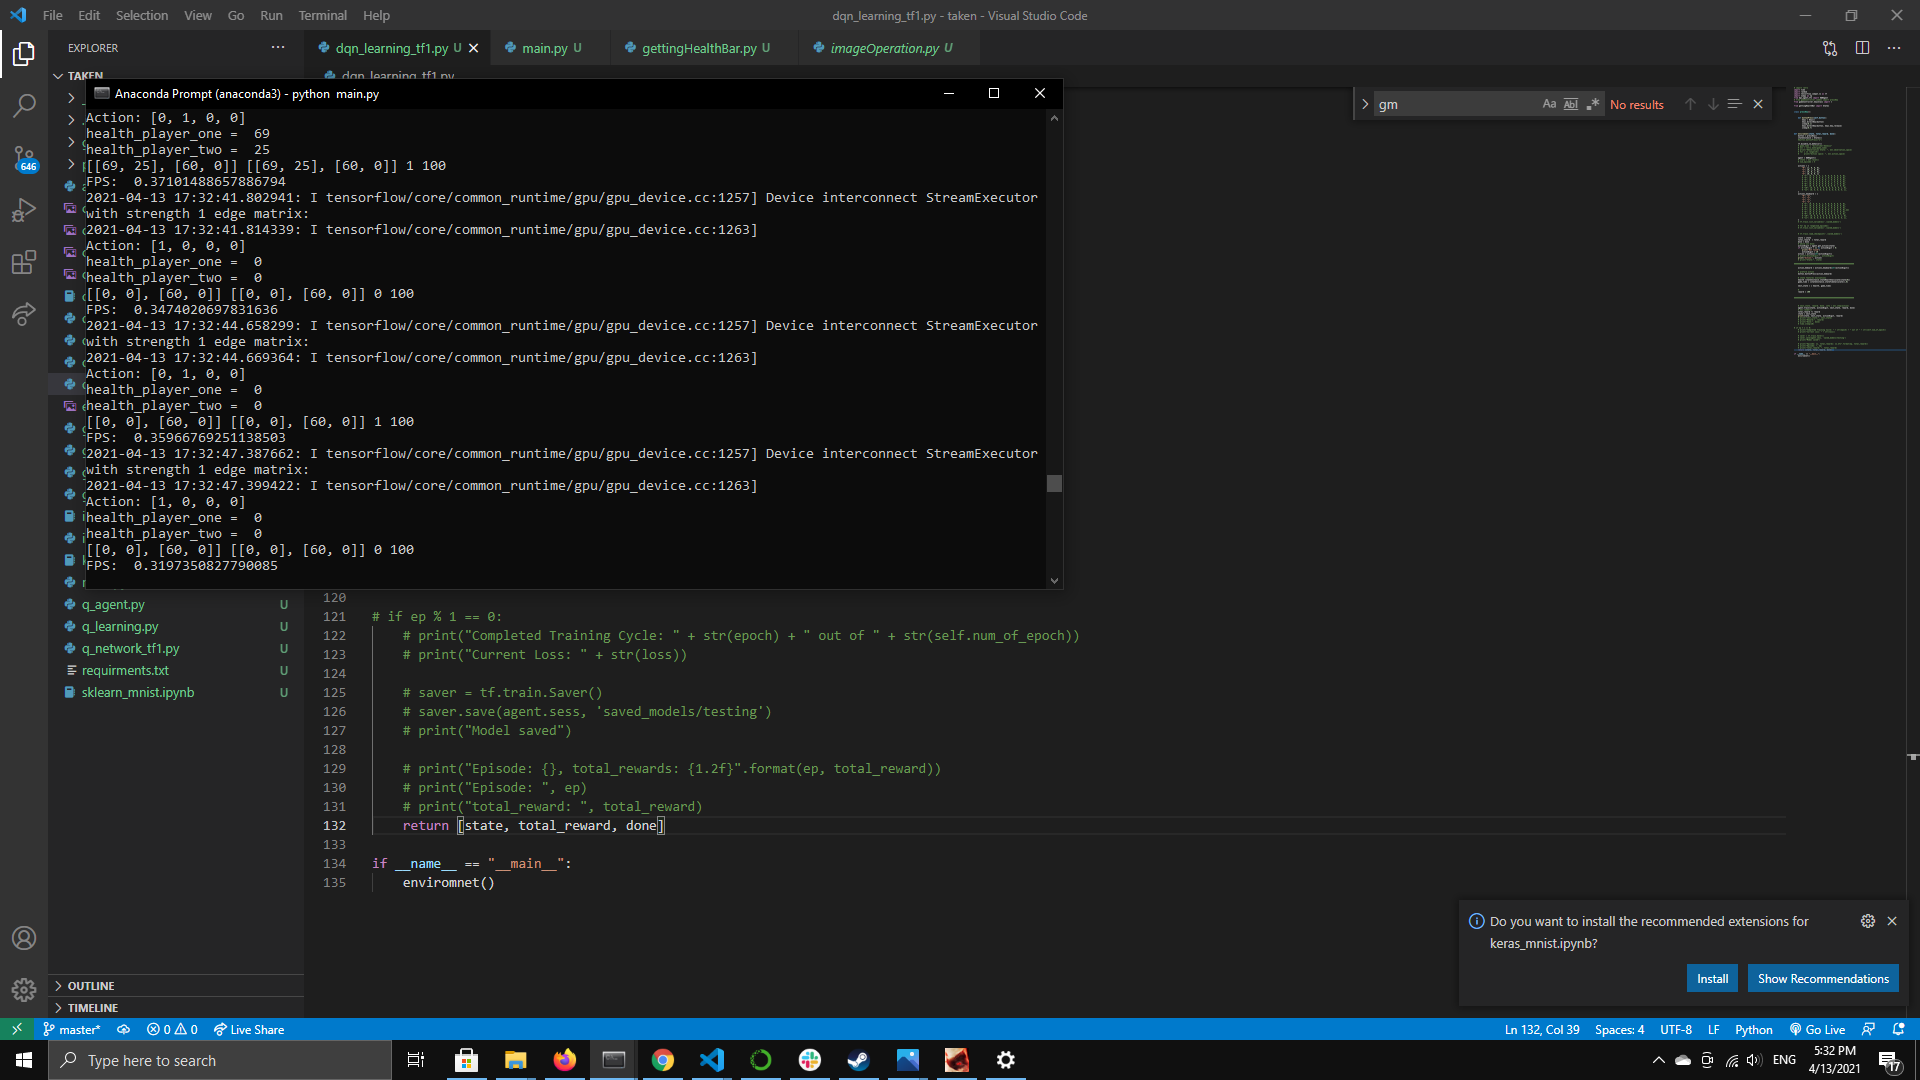 File Edit Selection View Go Run Terminal Help
dqn_learning_tf1.py - taken - Visual Studio Code
EXPLORER
dqn_learning_tf1.py U
main.py U
gettingHealthBar.py U
imageOperation.py U
TAKEN
dqn_learning_tf1.py
Anaconda Prompt (anaconda3) - python main.py
gm
Aa Abl .*
No results
Action: [0, 1, 0, 0]
health_player_one = 69
health_player_two = 25
[[69, 25], [60, 0]] [[69, 25], [60, 0]] 1 100
FPS: 0.37101488657886794
2021-04-13 17:32:41.802941: I tensorflow/core/common_runtime/gpu/gpu_device.cc:1257] Device interconnect StreamExecutor
with strength 1 edge matrix:
2021-04-13 17:32:41.814339: I tensorflow/core/common_runtime/gpu/gpu_device.cc:1263]
Action: [1, 0, 0, 0]
health_player_one = 0
health_player_two = 0
[[0, 0], [60, 0]] [[0, 0], [60, 0]] 0 100
FPS: 0.3474020697831636
2021-04-13 17:32:44.658299: I tensorflow/core/common_runtime/gpu/gpu_device.cc:1257] Device interconnect StreamExecutor
with strength 1 edge matrix:
2021-04-13 17:32:44.669364: I tensorflow/core/common_runtime/gpu/gpu_device.cc:1263]
Action: [0, 1, 0, 0]
health_player_one = 0
health_player_two = 0
[[0, 0], [60, 0]] [[0, 0], [60, 0]] 1 100
FPS: 0.35966769251138503
2021-04-13 17:32:47.387662: I tensorflow/core/common_runtime/gpu/gpu_device.cc:1257] Device interconnect StreamExecutor
with strength 1 edge matrix:
2021-04-13 17:32:47.399422: I tensorflow/core/common_runtime/gpu/gpu_device.cc:1263]
Action: [1, 0, 0, 0]
health_player_one = 0
health_player_two = 0
[[0, 0], [60, 0]] [[0, 0], [60, 0]] 0 100
FPS: 0.3197350827790085
646
q_agent.py U
q_learning.py U
q_network_tf1.py U
requirments.txt U
sklearn_mnist.ipynb U
120
121 # if ep % 1 == 0:
122 # print("Completed Training Cycle: " + str(epoch) + " out of " + str(self.num_of_epoch))
123 # print("Current Loss: " + str(loss))
124
125 # saver = tf.train.Saver()
126 # saver.save(agent.sess, 'saved_models/testing')
127 # print("Model saved")
128
129 # print("Episode: {}, total_rewards: {1.2f}".format(ep, total_reward))
130 # print("Episode: ", ep)
131 # print("total_reward: ", total_reward)
132 return [state, total_reward, done]
133
134 if __name__ == "__main__":
135 enviromnet()
Do you want to install the recommended extensions for
keras_mnist.ipynb?
Install
Show Recommendations
OUTLINE
TIMELINE
master* 0 0 Live Share
Ln 132, Col 39 Spaces: 4 UTF-8 LF Python Go Live
Type here to search
ENG
5:32 PM
4/13/2021
17